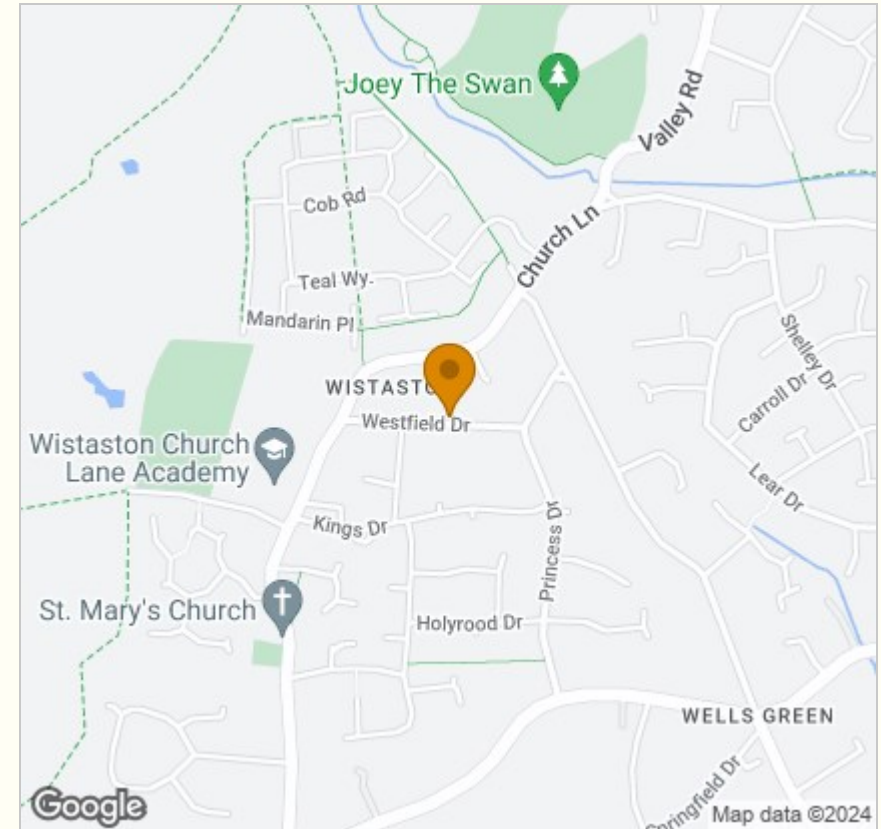 Joey The Swan
Valley Rd
Cob Rd
Church Ln
Teal Wy.
Mandarin Pl
Shelley Dr
WISTASTO
Carroll Dr
Westfield Dr
Wistaston Church
Lane Academy
Lear Dr
Kings Dr
Princess Dr
St. Mary's Church
Holyrood Dr
WELLS GREEN
Springfield Dr
Google
Map data ©2024